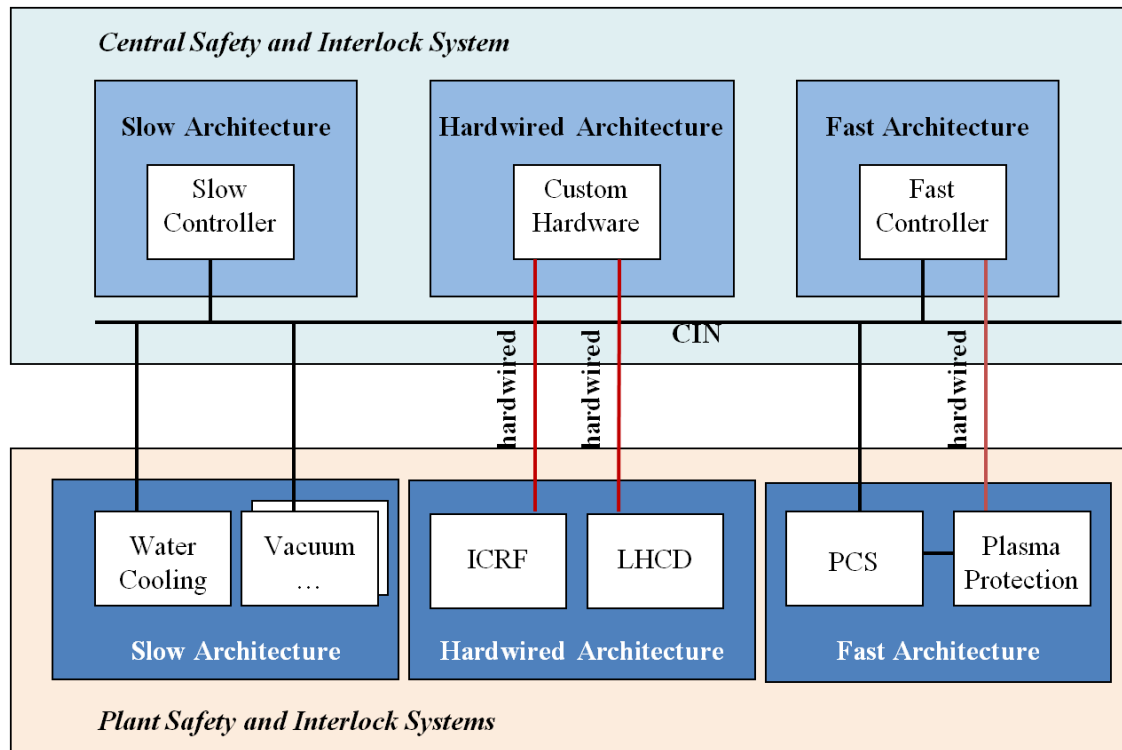 Central Safety and Interlock System
Slow Architecture
Slow
Controller
Hardwired Architecture
Custom
Hardware
Fast Architecture
Fast
Controller
CIN
hardwired
hardwired
hardwired
Water
Cooling
Vacuum
…
Slow Architecture
ICRF
LHCD
Hardwired Architecture
PCS
Plasma
Protection
Fast Architecture
Plant Safety and Interlock Systems